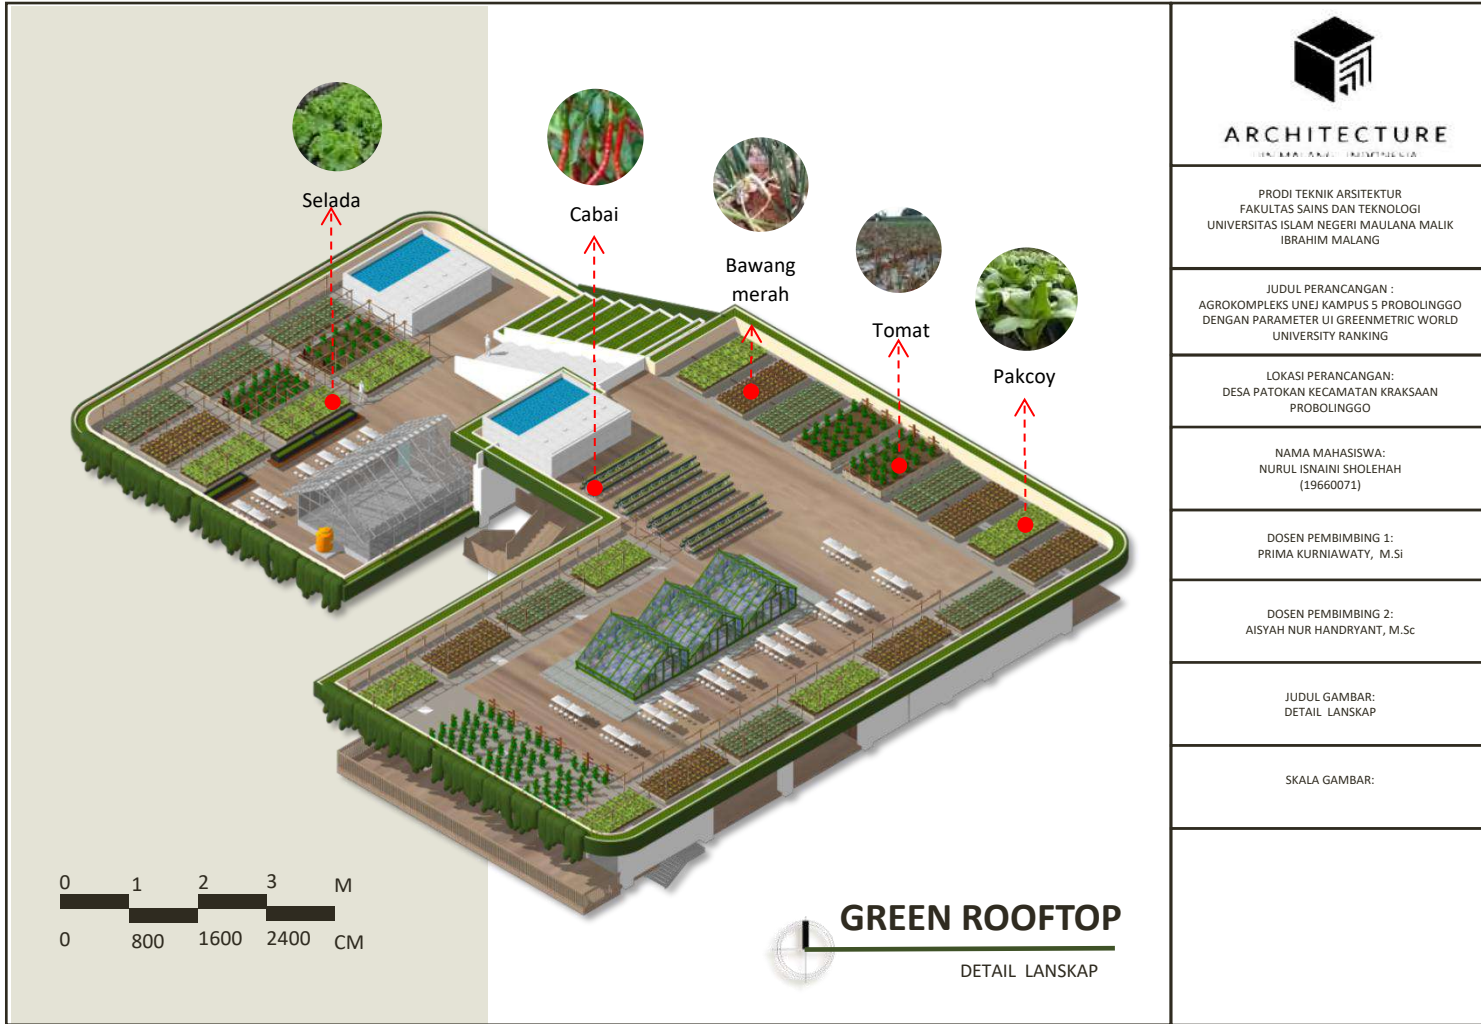 Selada
Cabai
Bawang
merah
Tomat
Pakcoy
0 1 2 3 M
0 800 1600 2400 CM
GREEN ROOFTOP
DETAIL LANSKAP
ARCHITECTURE
PRODI TEKNIK ARSITEKTUR
FAKULTAS SAINS DAN TEKNOLOGI
UNIVERSITAS ISLAM NEGERI MAULANA MALIK
IBRAHIM MALANG
JUDUL PERANCANGAN :
AGROKOMPLEKS UNEJ KAMPUS 5 PROBOLINGGO
DENGAN PARAMETER UI GREENMETRIC WORLD
UNIVERSITY RANKING
LOKASI PERANCANGAN:
DESA PATOKAN KECAMATAN KRAKSAAN
PROBOLINGGO
NAMA MAHASISWA:
NURUL ISNAINI SHOLEHAH
(19660071)
DOSEN PEMBIMBING 1:
PRIMA KURNIAWATY, M.Si
DOSEN PEMBIMBING 2:
AISYAH NUR HANDRYANT, M.Sc
JUDUL GAMBAR:
DETAIL LANSKAP
SKALA GAMBAR: